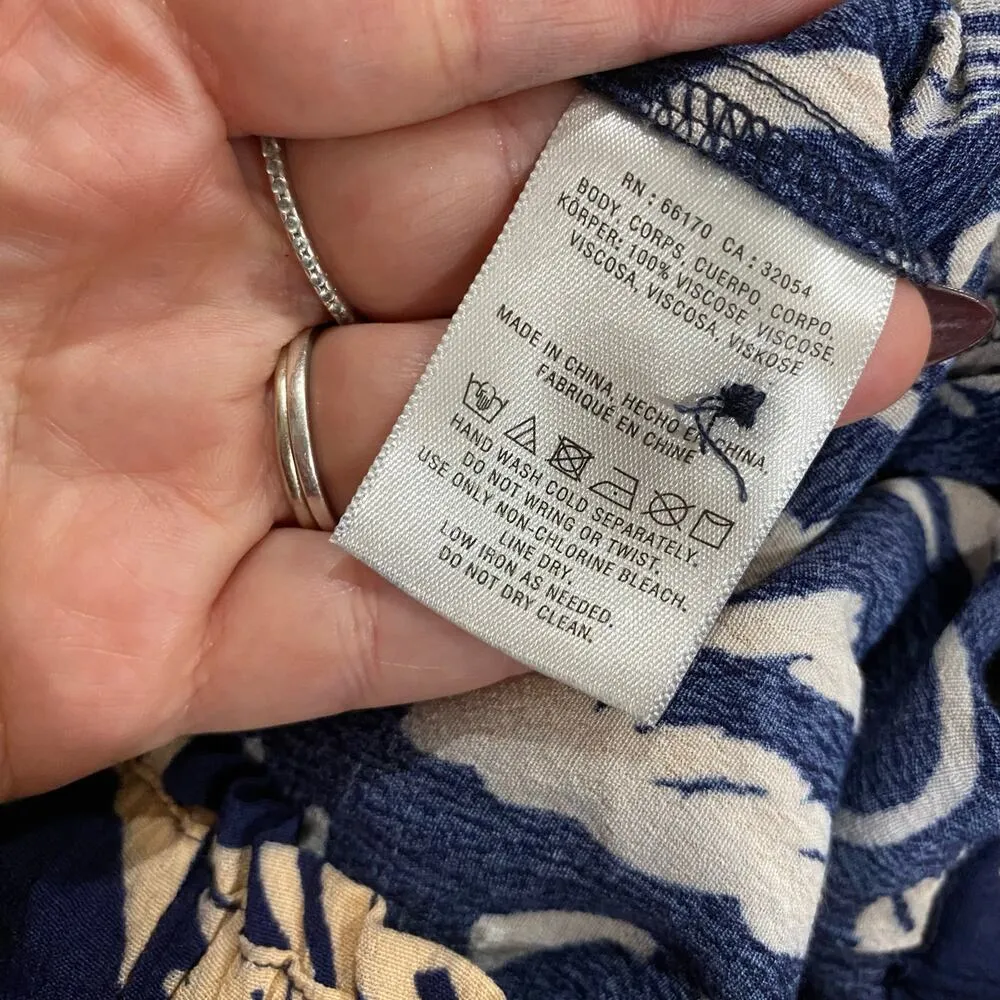 RN : 66170 CA : 32054
BODY, CORPS, CUERPO, CORPO,
KÖRPER: 100% VISCOSE, VISCOSE,
VISCOSA, VISCOSA, VISKOSE
MADE IN CHINA, HECHO EN CHINA,
FABRIQUÉ EN CHINE
HAND WASH COLD SEPARATELY.
DO NOT WRING OR TWIST.
USE ONLY NON-CHLORINE BLEACH.
LINE DRY.
LOW IRON AS NEEDED.
DO NOT DRY CLEAN.